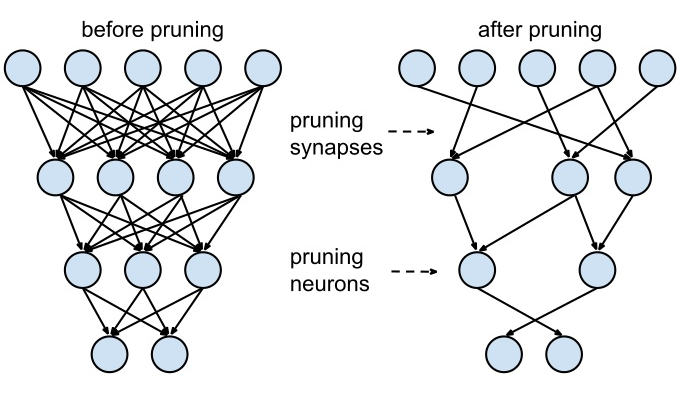 before pruning
after pruning
pruning
synapses
pruning
neurons